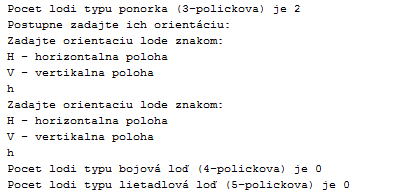 Pocet lodi typu ponorka (3-polickova) je 2
Postupne zadajte ich orientáciu:
Zadajte orientaciu lode znakom:
H - horizontalna poloha
V - vertikalna poloha
h
Zadajte orientaciu lode znakom:
H - horizontalna poloha
V - vertikalna poloha
h
Pocet lodi typu bojová loď (4-polickova) je 0
Pocet lodi typu lietadlová loď (5-polickova) je 0